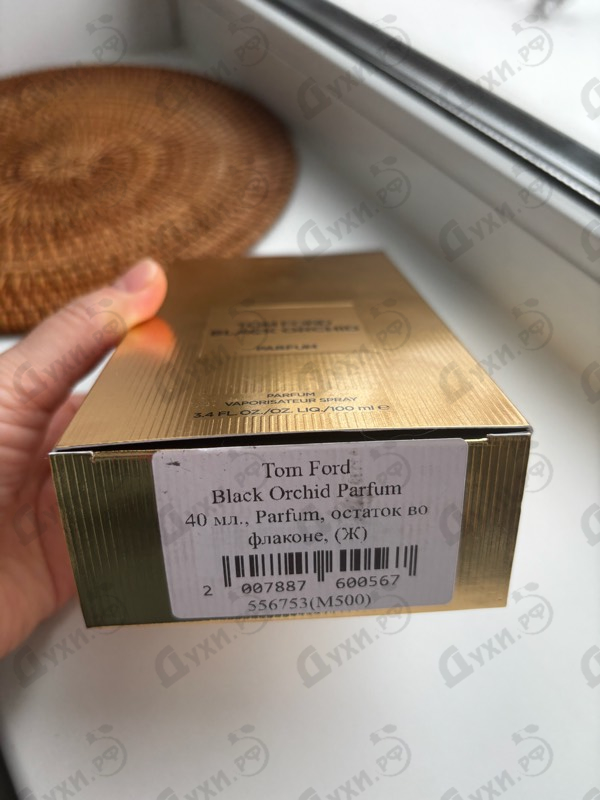 TOM FORD
BLACK ORCHID
PARFUM
PARFUM
VAPORISATEUR SPRAY
3.4 FL.OZ./OZ. LIQ./100 ml e
Tom Ford
Black Orchid Parfum
40 мл., Parfum, остаток во
флаконе, (Ж)
2 007887 600567
556753(M500)
Духи.рф